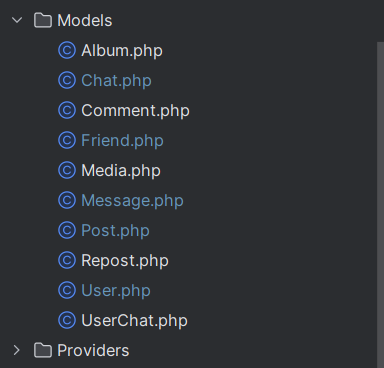 Models
Album.php
Chat.php
Comment.php
Friend.php
Media.php
Message.php
Post.php
Repost.php
User.php
UserChat.php
Providers